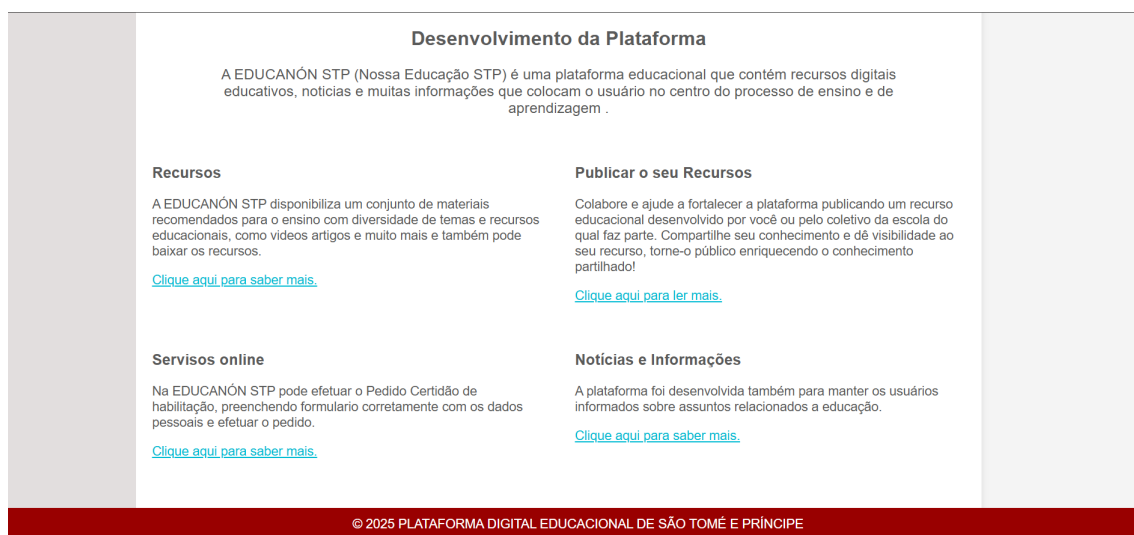 Desenvolvimento da Plataforma
A EDUCANÓN STP (Nossa Educação STP) é uma plataforma educacional que contém recursos digitais
educativos, noticias e muitas informações que colocam o usuário no centro do processo de ensino e de
aprendizagem .
Recursos
A EDUCANÓN STP disponibiliza um conjunto de materiais
recomendados para o ensino com diversidade de temas e recursos
educacionais, como videos artigos e muito mais e também pode
baixar os recursos.
Clique aqui para saber mais.
Publicar o seu Recursos
Colabore e ajude a fortalecer a plataforma publicando um recurso
educacional desenvolvido por você ou pelo coletivo da escola do
qual faz parte. Compartilhe seu conhecimento e dê visibilidade ao
seu recurso, torne-o público enriquecendo o conhecimento
partilhado!
Clique aqui para ler mais.
Servisos online
Na EDUCANÓN STP pode efetuar o Pedido Certidão de
habilitação, preenchendo formulario corretamente com os dados
pessoais e efetuar o pedido.
Clique aqui para saber mais.
Notícias e Informações
A plataforma foi desenvolvida também para manter os usuários
informados sobre assuntos relacionados a educação.
Clique aqui para saber mais.
© 2025 PLATAFORMA DIGITAL EDUCACIONAL DE SÃO TOMÉ E PRÍNCIPE